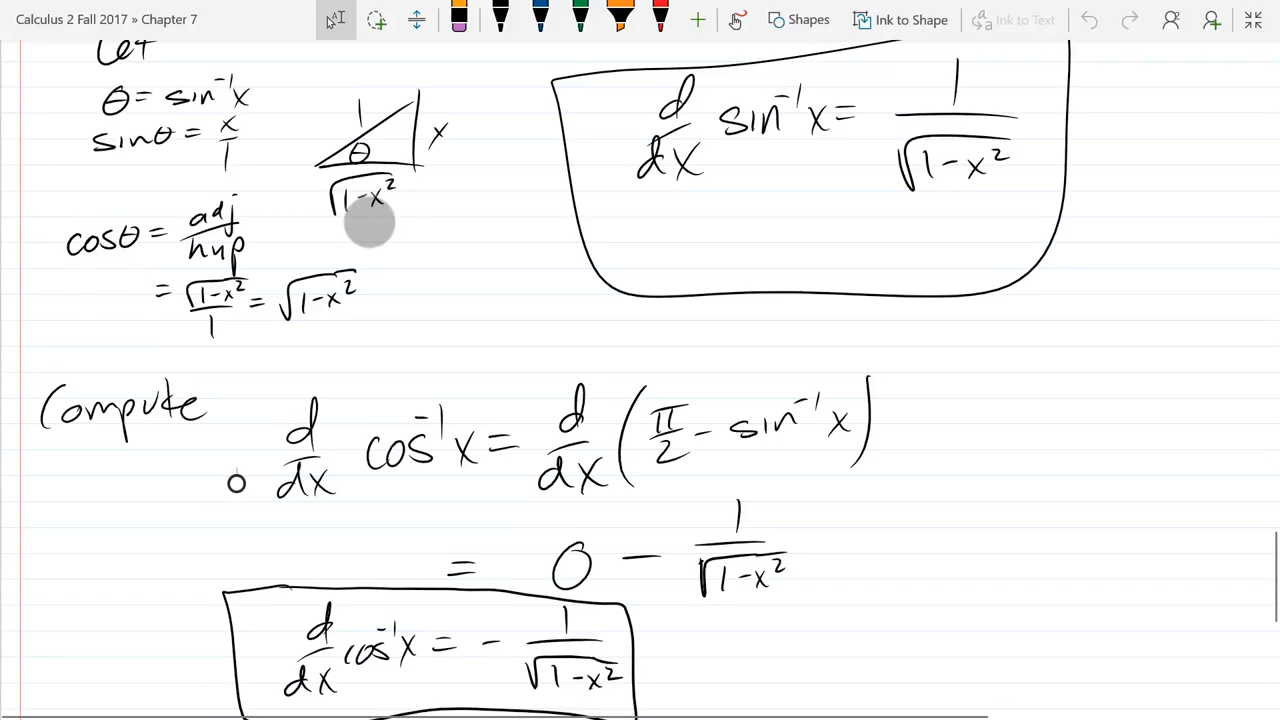 Calculus 2 Fall 2017 » Chapter 7
Shapes
Ink to Shape
Ink to Text
Let
θ = sin⁻¹x
sinθ = x/1
1
θ
x
√(1-x²)
cosθ = adj/hyp
= √(1-x²)/1 = √(1-x²)
d/dx sin⁻¹x = 1/√(1-x²)
Compute
d/dx cos⁻¹x = d/dx (π/2 - sin⁻¹x)
= 0 - 1/√(1-x²)
d/dx cos⁻¹x = - 1/√(1-x²)